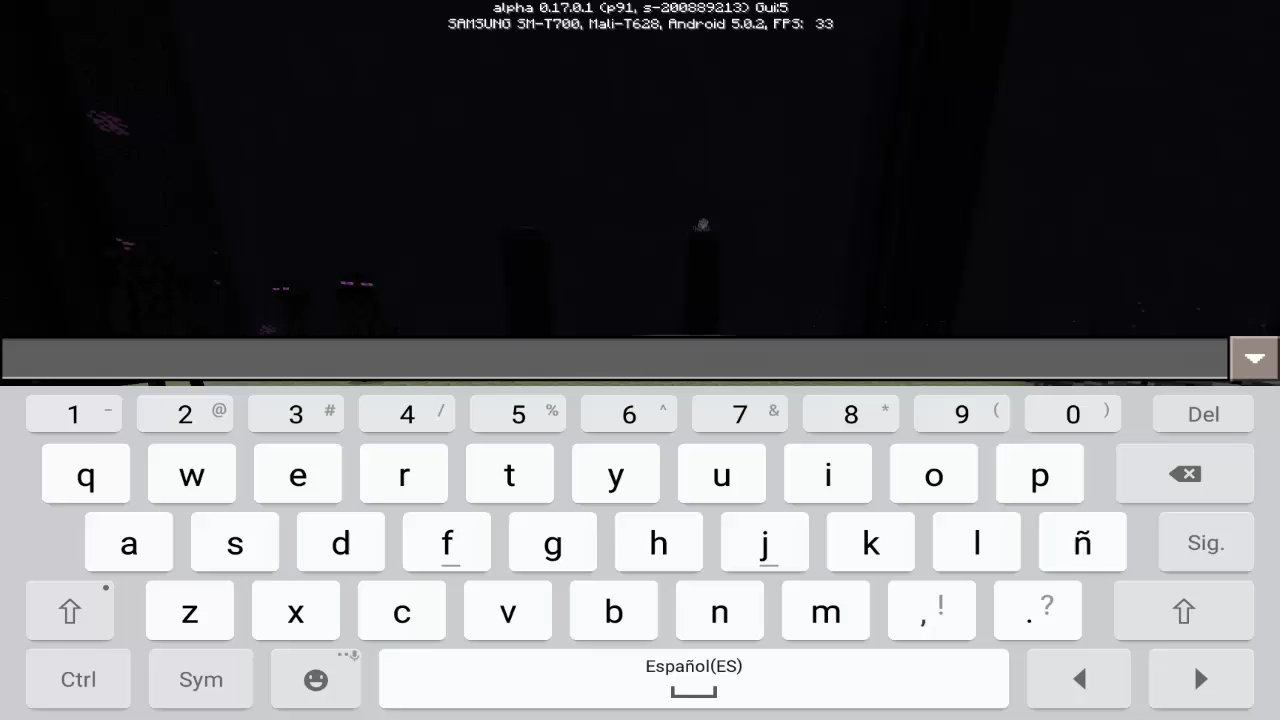 alpha 0.17.0.1 (p91, s-200889213) Gui:5
SAMSUNG SM-T700, Mali-T628, Android 5.0.2, FPS: 33
1 - 2 @ 3 # 4 / 5 % 6 ^ 7 & 8 * 9 ( 0 ) Del
q w e r t y u i o p
a s d f g h j k l ñ Sig.
z x c v b n m , ! . ?
Ctrl Sym Español(ES)